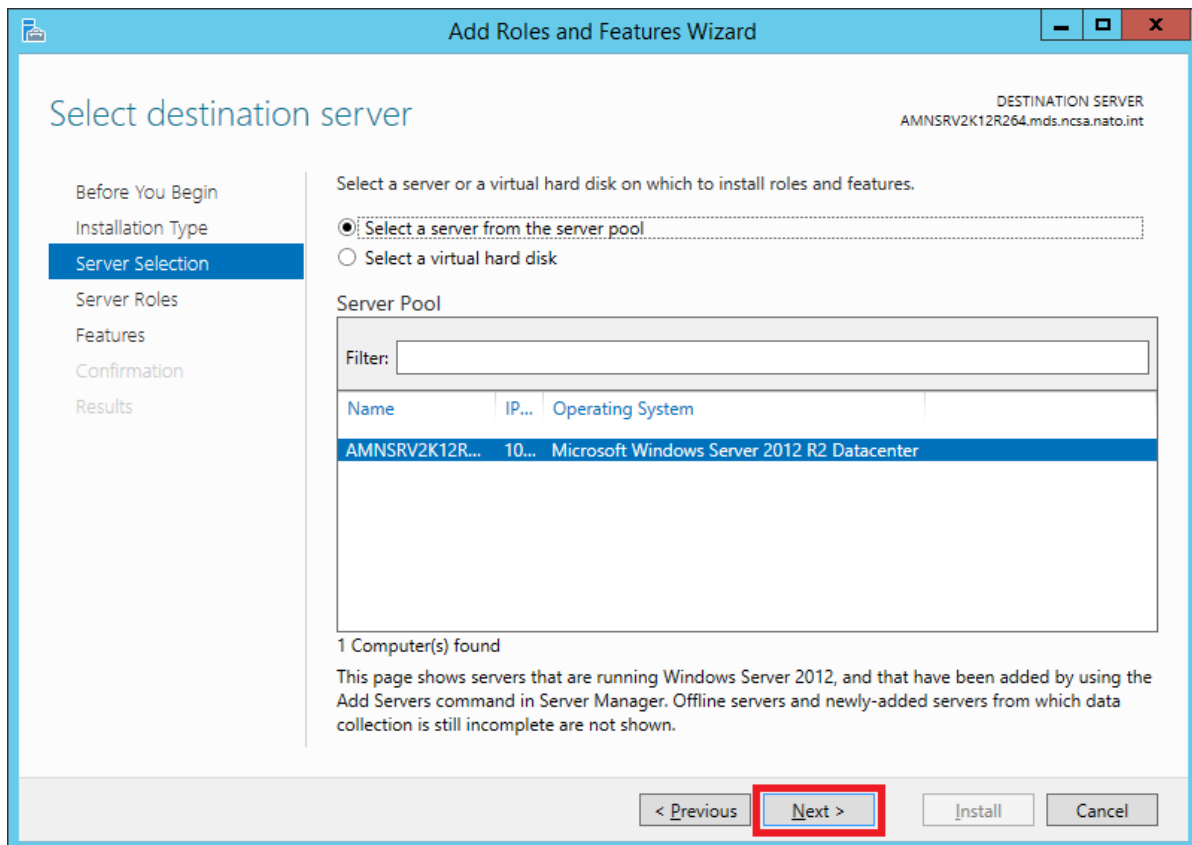 Add Roles and Features Wizard
Select destination server
DESTINATION SERVER
AMNSRV2K12R264.mds.ncsa.nato.int
Before You Begin
Installation Type
Server Selection
Server Roles
Features
Confirmation
Results
Select a server or a virtual hard disk on which to install roles and features.
Select a server from the server pool
Select a virtual hard disk
Server Pool
Filter:
Name IP... Operating System
AMNSRV2K12R... 10... Microsoft Windows Server 2012 R2 Datacenter
1 Computer(s) found
This page shows servers that are running Windows Server 2012, and that have been added by using the
Add Servers command in Server Manager. Offline servers and newly-added servers from which data
collection is still incomplete are not shown.
< Previous Next > Install Cancel